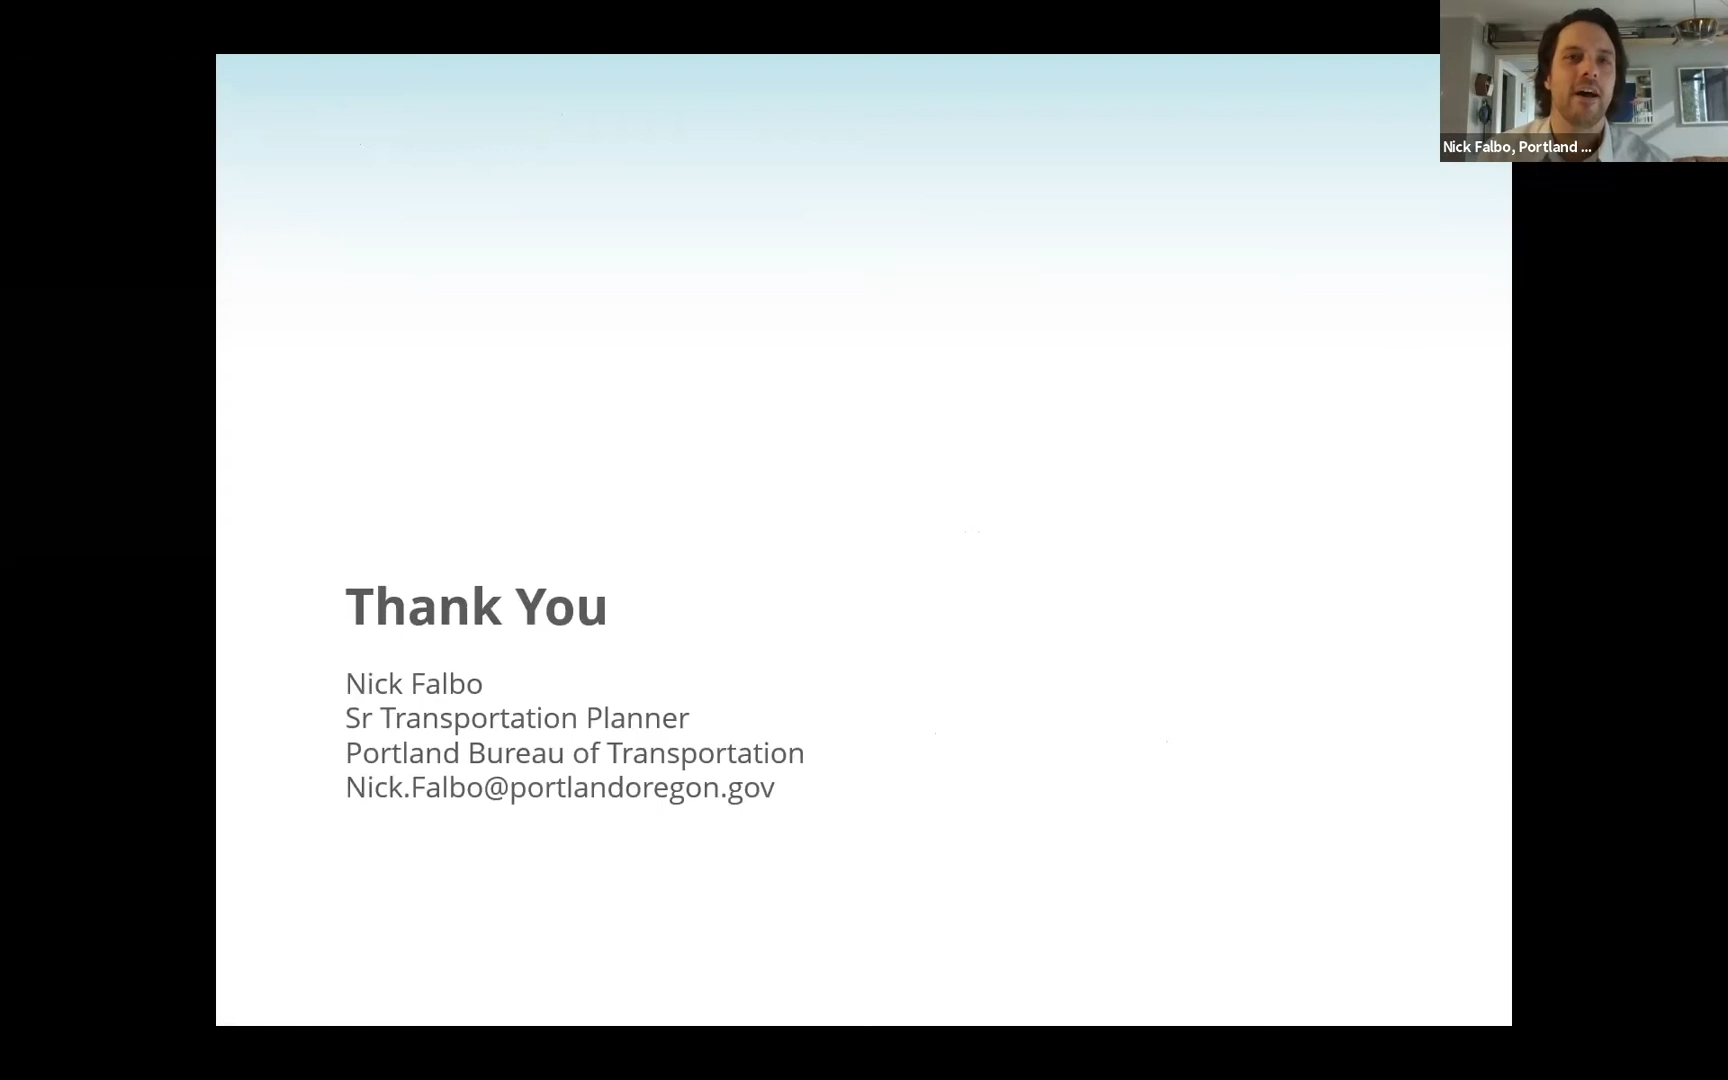 Nick Falbo, Portland ...
Thank You
Nick Falbo
Sr Transportation Planner
Portland Bureau of Transportation
Nick.Falbo@portlandoregon.gov